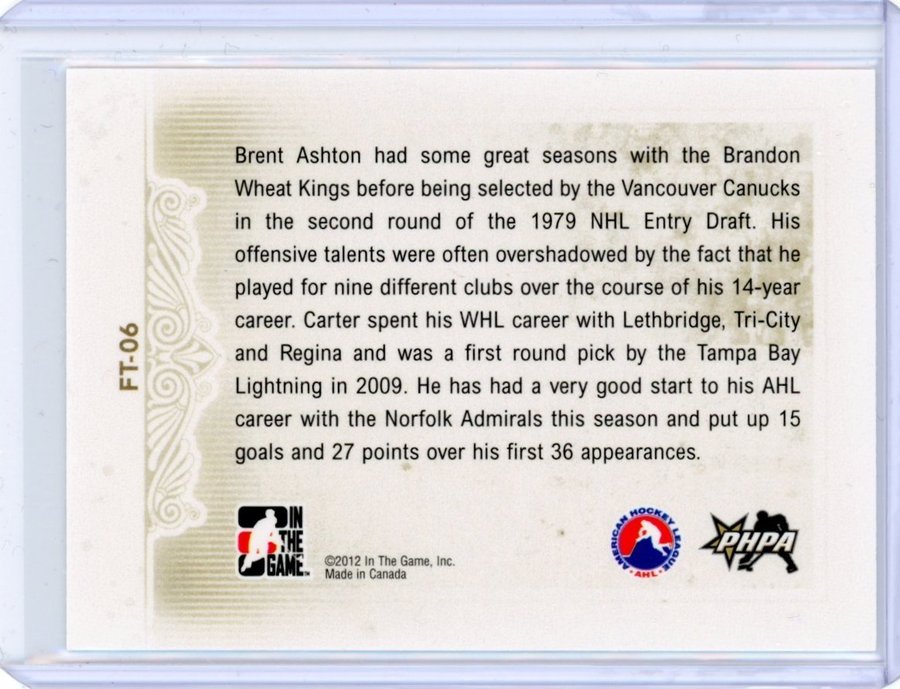 Brent Ashton had some great seasons with the Brandon
Wheat Kings before being selected by the Vancouver Canucks
in the second round of the 1979 NHL Entry Draft. His
offensive talents were often overshadowed by the fact that he
played for nine different clubs over the course of his 14-year
career. Carter spent his WHL career with Lethbridge, Tri-City
and Regina and was a first round pick by the Tampa Bay
Lightning in 2009. He has had a very good start to his AHL
career with the Norfolk Admirals this season and put up 15
goals and 27 points over his first 36 appearances.
FT-06
IN
THE
GAME
©2012 In The Game, Inc.
Made in Canada
AMERICAN HOCKEY LEAGUE
AHL
PHPA